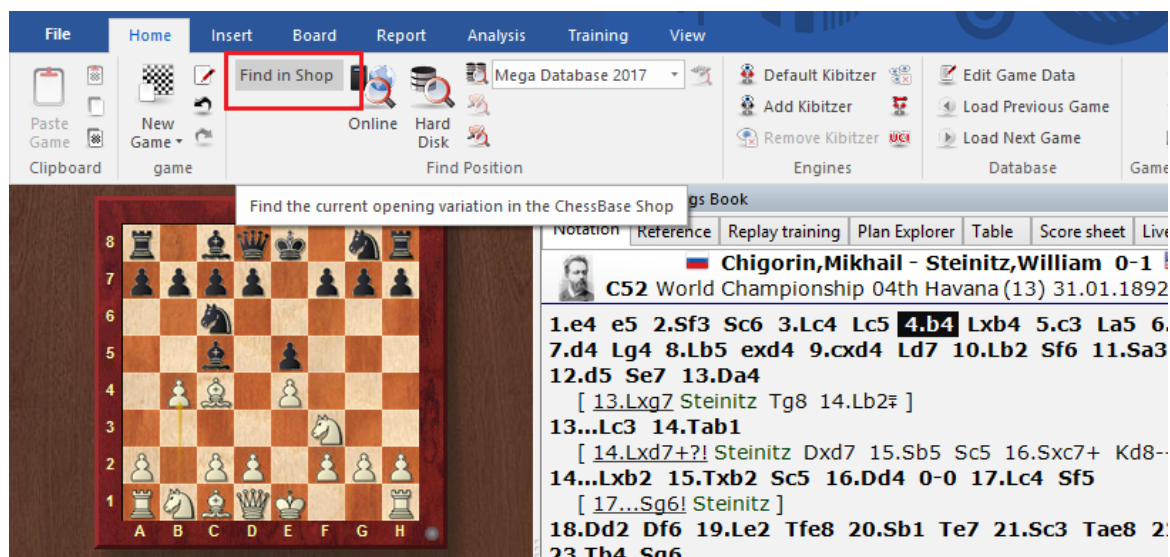 File Home Insert Board Report Analysis Training View
Find in Shop Mega Database 2017 Default Kibitzer Edit Game Data
Add Kibitzer Load Previous Game
Paste Game New Game Online Hard Disk Remove Kibitzer UCI Load Next Game
Clipboard game Find Position Engines Database Game
Find the current opening variation in the ChessBase Shop
gs Book
Notation Reference Replay training Plan Explorer Table Score sheet Live
Chigorin,Mikhail - Steinitz,William 0-1
C52 World Championship 04th Havana (13) 31.01.1892
1.e4 e5 2.Sf3 Sc6 3.Lc4 Lc5 4.b4 Lxb4 5.c3 La5 6.
7.d4 Lg4 8.Lb5 exd4 9.cxd4 Ld7 10.Lb2 Sf6 11.Sa3
12.d5 Se7 13.Da4
[ 13.Lxg7 Steinitz Tg8 14.Lb2∓ ]
13...Lc3 14.Tab1
[ 14.Lxd7+?! Steinitz Dxd7 15.Sb5 Sc5 16.Sxc7+ Kd8-
14...Lxb2 15.Txb2 Sc5 16.Dd4 0-0 17.Lc4 Sf5
[ 17...Sg6! Steinitz ]
18.Dd2 Df6 19.Le2 Tfe8 20.Sb1 Te7 21.Sc3 Tae8
23.Tb4 Sg6
8
7
6
5
4
3
2
1
A B C D E F G H